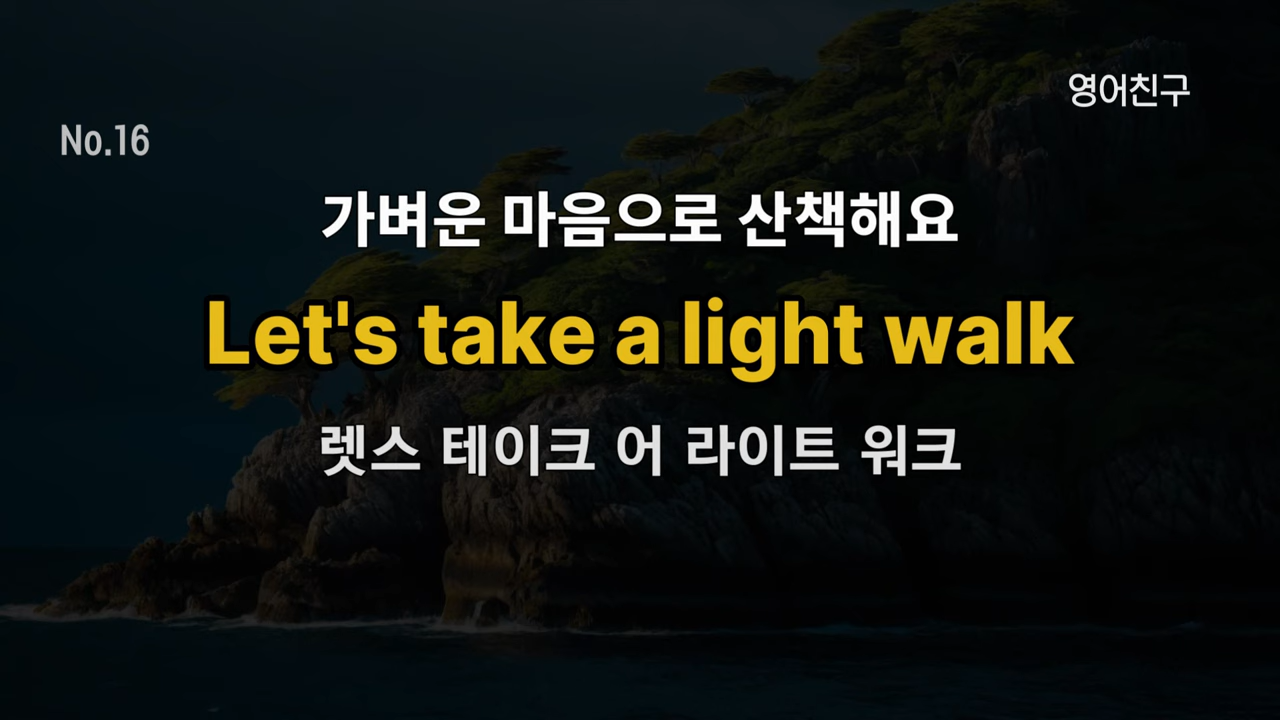 영어친구
No.16
가벼운 마음으로 산책해요
Let's take a light walk
렛스 테이크 어 라이트 워크